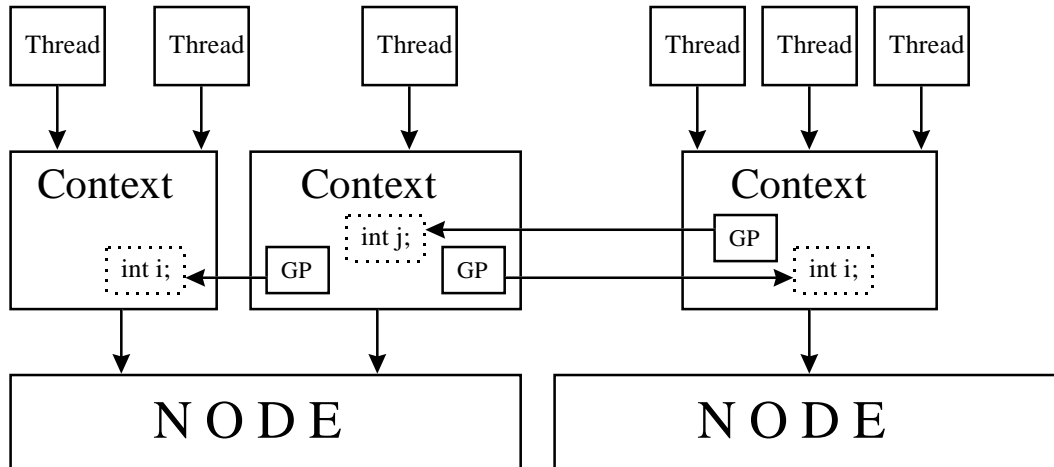 Thread
Thread
Thread
Thread
Thread
Thread
Context
Context
Context
int j;
GP
int i;
GP
GP
int i;
N O D E
N O D E